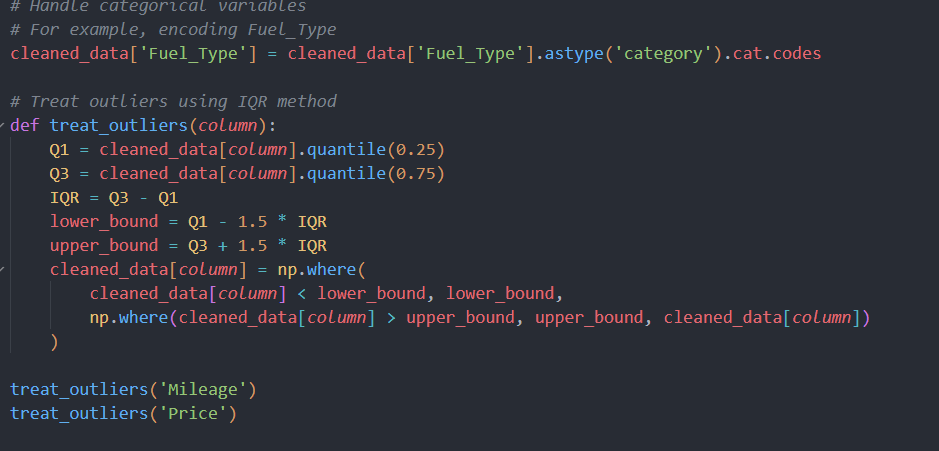 # Handle categorical variables
# For example, encoding Fuel_Type
cleaned_data['Fuel_Type'] = cleaned_data['Fuel_Type'].astype('category').cat.codes

# Treat outliers using IQR method
def treat_outliers(column):
    Q1 = cleaned_data[column].quantile(0.25)
    Q3 = cleaned_data[column].quantile(0.75)
    IQR = Q3 - Q1
    lower_bound = Q1 - 1.5 * IQR
    upper_bound = Q3 + 1.5 * IQR
    cleaned_data[column] = np.where(
        cleaned_data[column] < lower_bound, lower_bound,
        np.where(cleaned_data[column] > upper_bound, upper_bound, cleaned_data[column])
    )

treat_outliers('Mileage')
treat_outliers('Price')